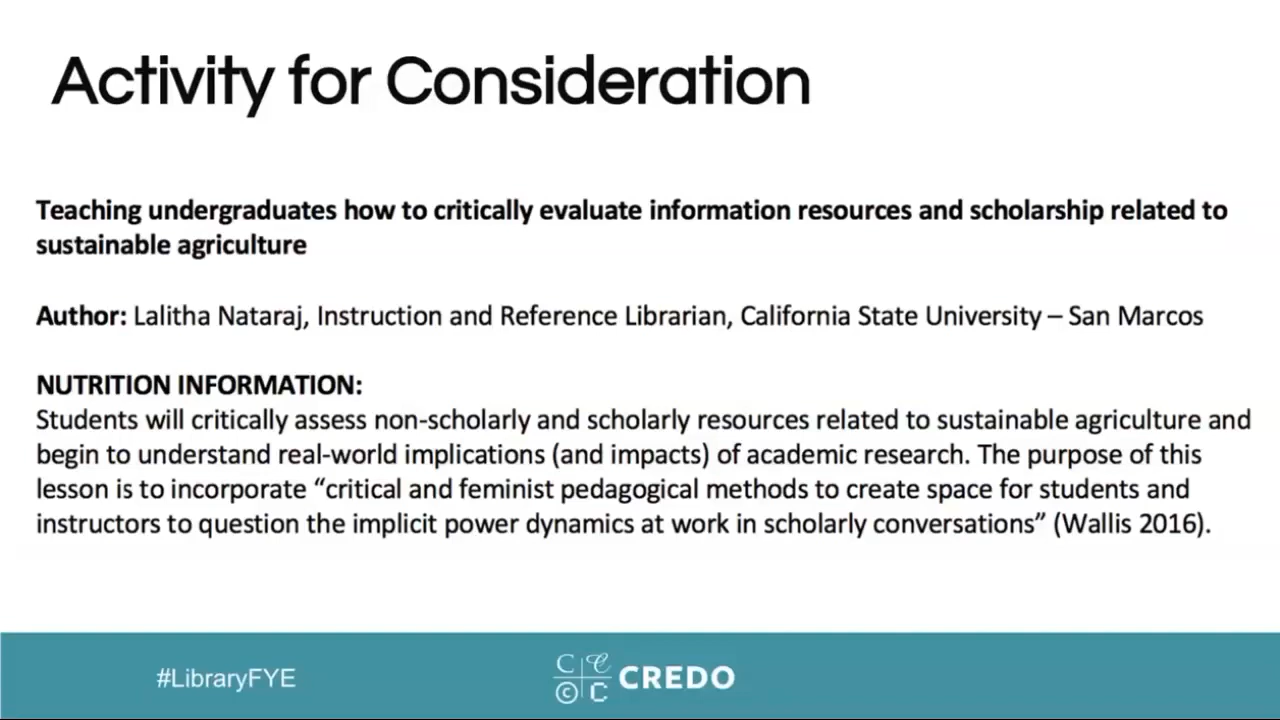 Activity for Consideration
Teaching undergraduates how to critically evaluate information resources and scholarship related to
sustainable agriculture
Author: Lalitha Nataraj, Instruction and Reference Librarian, California State University – San Marcos
NUTRITION INFORMATION:
Students will critically assess non-scholarly and scholarly resources related to sustainable agriculture and
begin to understand real-world implications (and impacts) of academic research. The purpose of this
lesson is to incorporate “critical and feminist pedagogical methods to create space for students and
instructors to question the implicit power dynamics at work in scholarly conversations” (Wallis 2016).
#LibraryFYE
C C © C CREDO